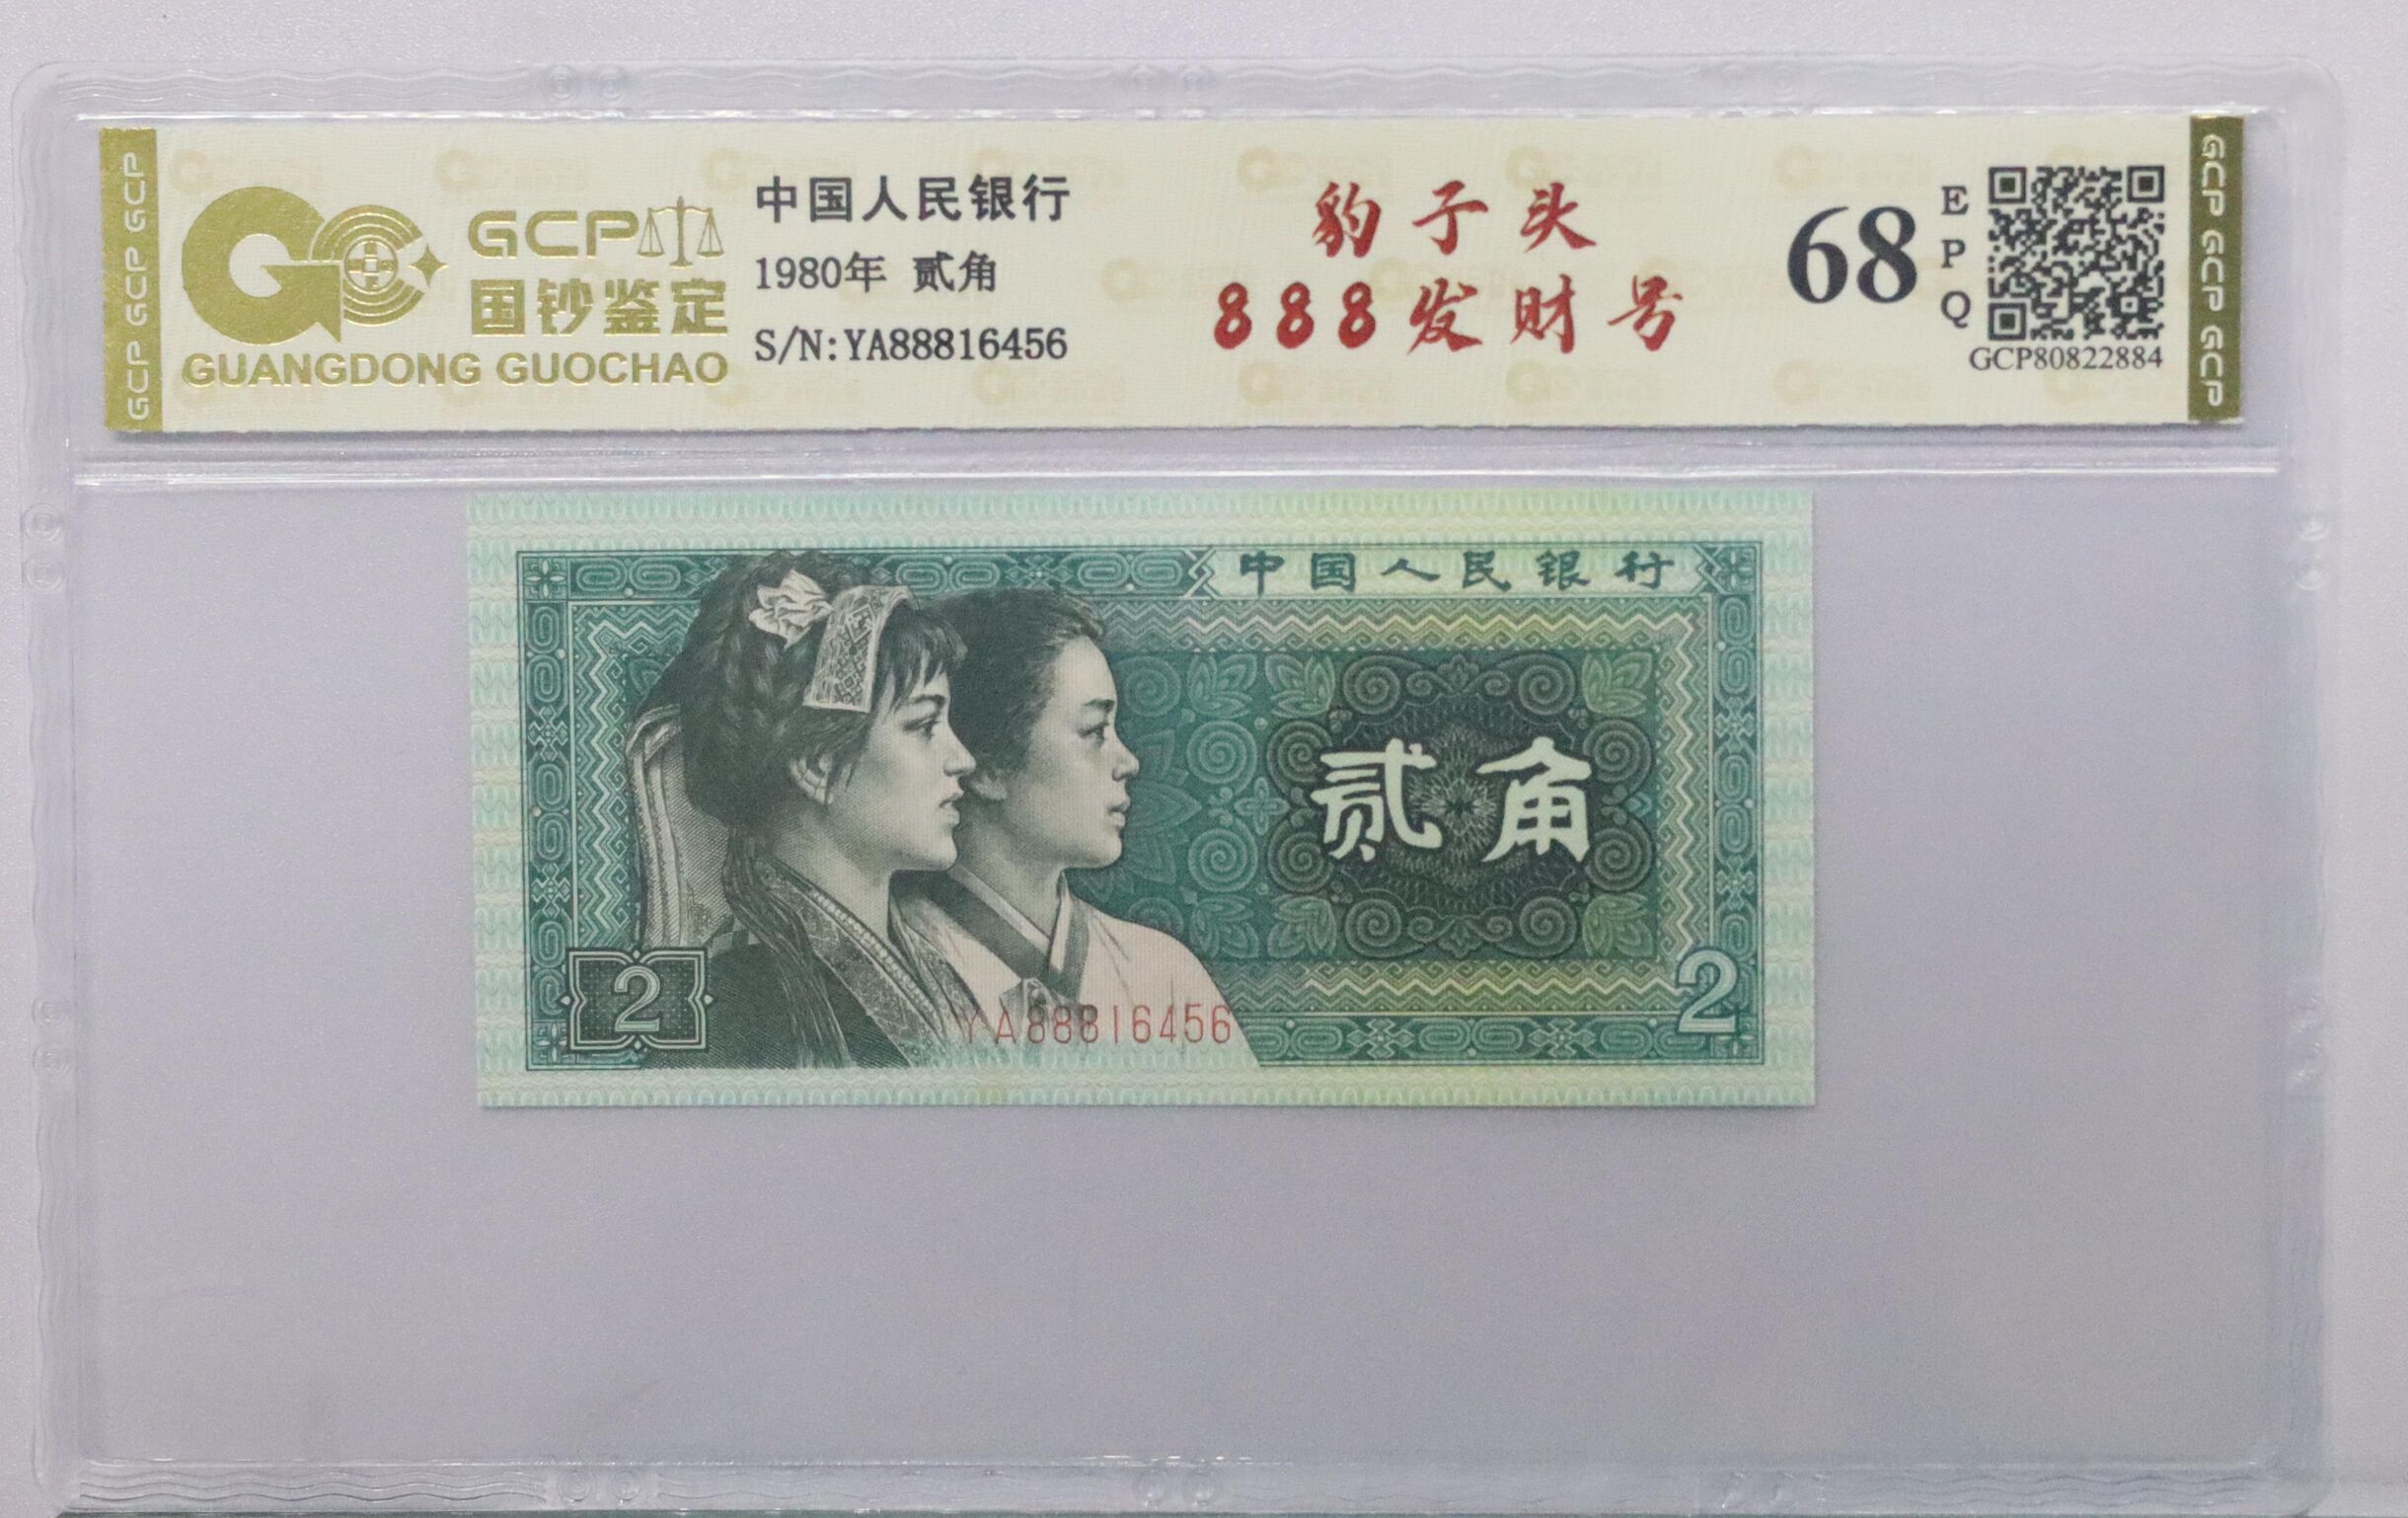 GCP GCP GCP
GCP
国钞鉴定
GUANGDONG GUOCHAO
中国人民银行
1980年 贰角
S/N:YA88816456
豹子头
888发财号
68
EPQ
GCP80822884
GCP GCP GCP
中国人民银行
贰角
2
YA88816456
2